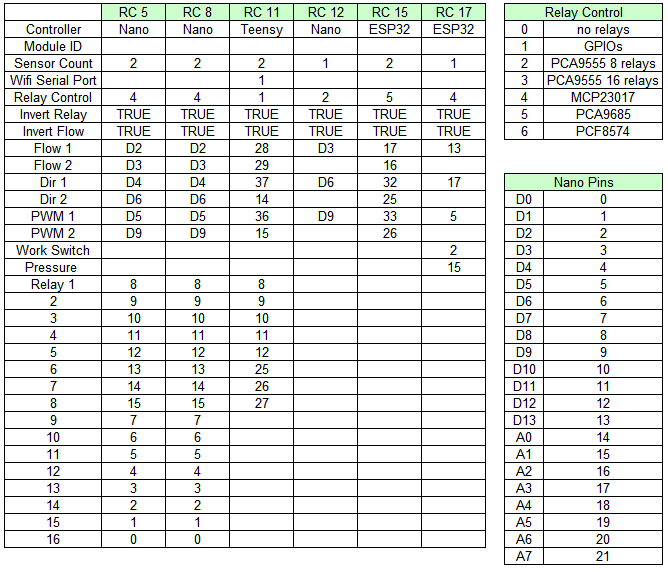 RC 5 RC 8 RC 11 RC 12 RC 15 RC 17
Controller Nano Nano Teensy Nano ESP32 ESP32
Module ID
Sensor Count 2 2 2 1 2 1
Wifi Serial Port 1
Relay Control 4 4 1 2 5 4
Invert Relay TRUE TRUE TRUE TRUE TRUE TRUE
Invert Flow TRUE TRUE TRUE TRUE TRUE TRUE
Flow 1 D2 D2 28 D3 17 13
Flow 2 D3 D3 29 16
Dir 1 D4 D4 37 D6 32 17
Dir 2 D6 D6 14 25
PWM 1 D5 D5 36 D9 33 5
PWM 2 D9 D9 15 26
Work Switch 2
Pressure 15
Relay 1 8 8 8
2 9 9 9
3 10 10 10
4 11 11 11
5 12 12 12
6 13 13 25
7 14 14 26
8 15 15 27
9 7 7
10 6 6
11 5 5
12 4 4
13 3 3
14 2 2
15 1 1
16 0 0
Relay Control
0 no relays
1 GPIOs
2 PCA9555 8 relays
3 PCA9555 16 relays
4 MCP23017
5 PCA9685
6 PCF8574
Nano Pins
D0 0
D1 1
D2 2
D3 3
D4 4
D5 5
D6 6
D7 7
D8 8
D9 9
D10 10
D11 11
D12 12
D13 13
A0 14
A1 15
A2 16
A3 17
A4 18
A5 19
A6 20
A7 21